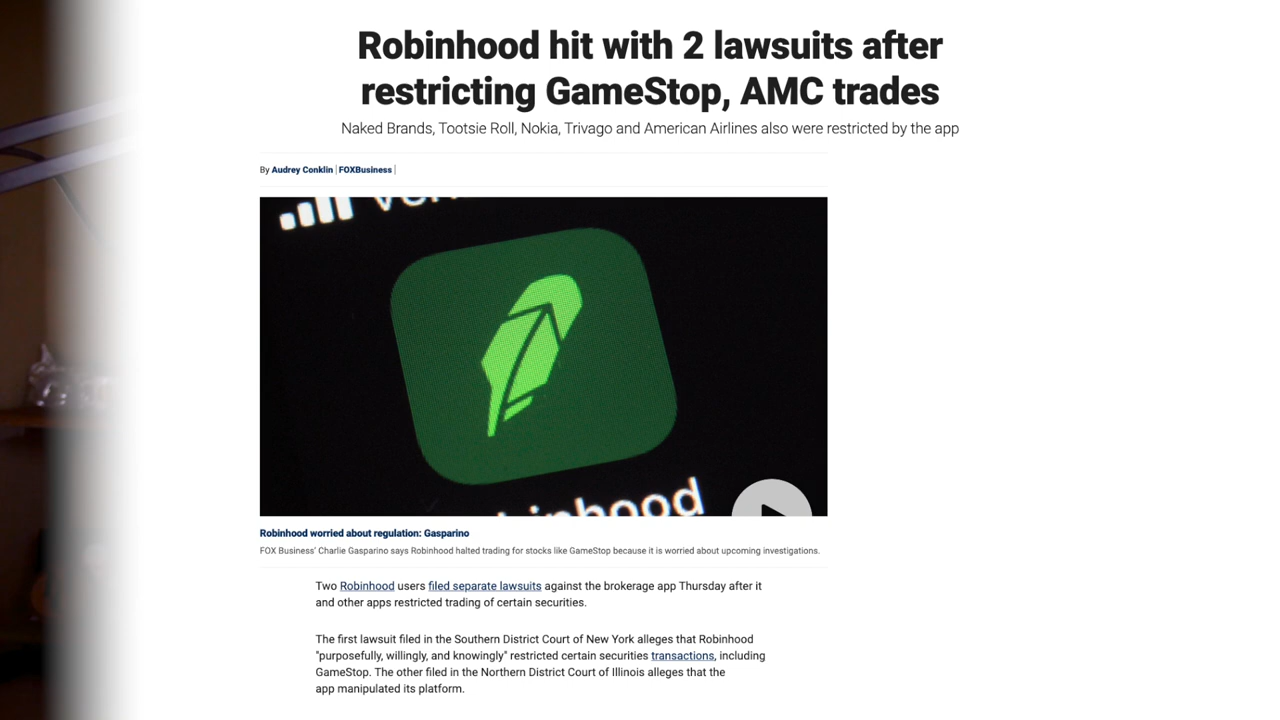 Robinhood hit with 2 lawsuits after
restricting GameStop, AMC trades
Naked Brands, Tootsie Roll, Nokia, Trivago and American Airlines also were restricted by the app
By Audrey Conklin | FOXBusiness |
Robinhood worried about regulation: Gasparino
FOX Business' Charlie Gasparino says Robinhood halted trading for stocks like GameStop because it is worried about upcoming investigations.
Two Robinhood users filed separate lawsuits against the brokerage app Thursday after it
and other apps restricted trading of certain securities.
The first lawsuit filed in the Southern District Court of New York alleges that Robinhood
"purposefully, willingly, and knowingly" restricted certain securities transactions, including
GameStop. The other filed in the Northern District Court of Illinois alleges that the
app manipulated its platform.